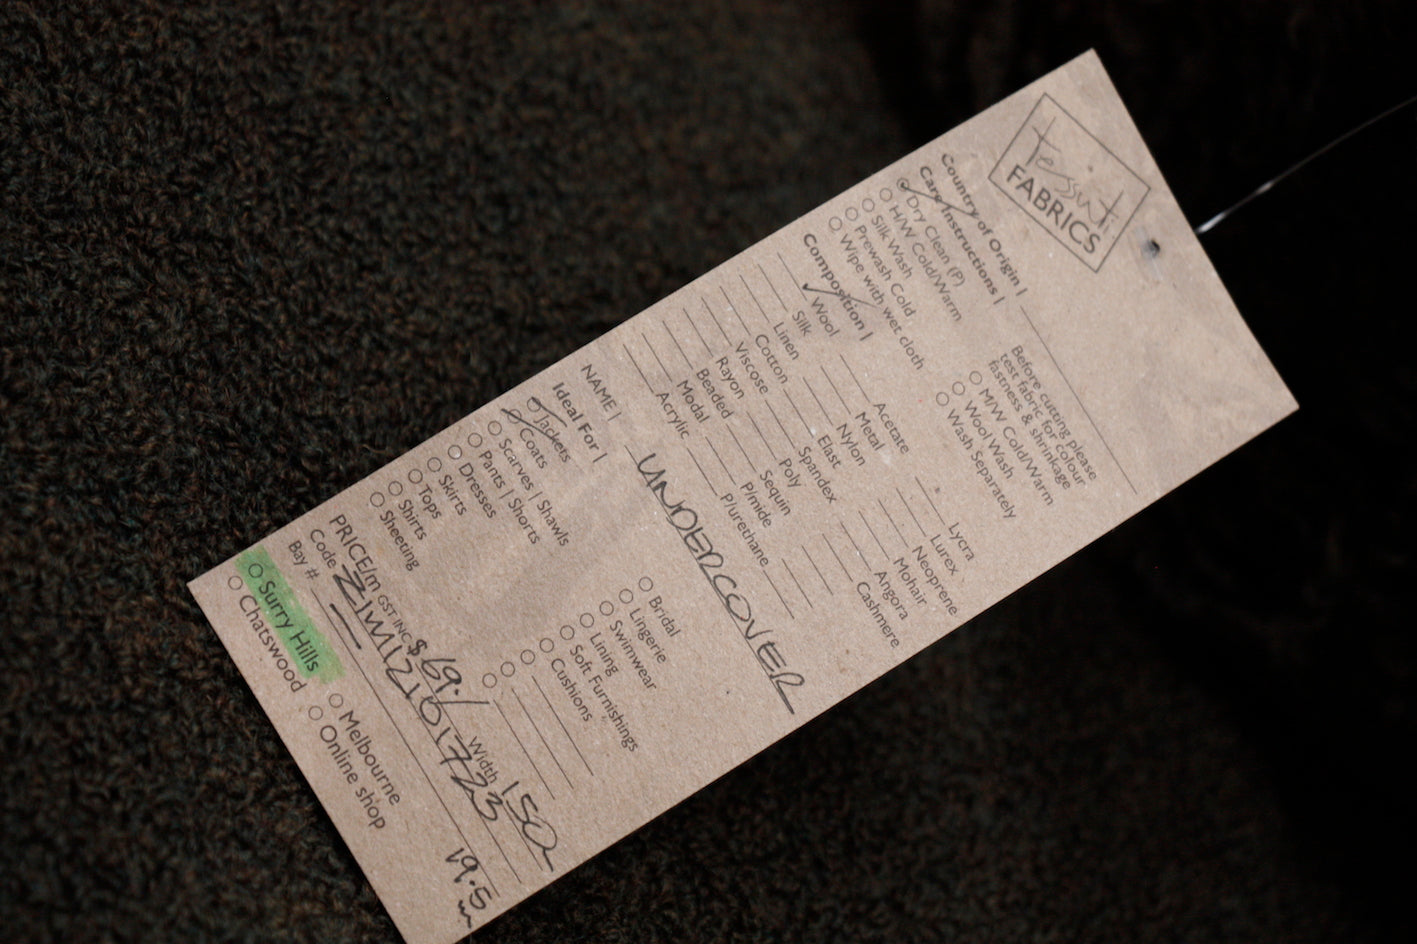 tessuti
FABRICS
Country of Origin |
Care Instructions |
Dry Clean (P)
H/W Cold/Warm
Silk Wash
Prewash Cold
Wipe with wet cloth
Before cutting please
test fabric for colour
fastness & shrinkage
M/W Cold/Warm
Wool Wash
Wash Separately
Composition |
✓ Wool
Silk
Linen
Cotton
Viscose
Rayon
Beaded
Modal
Acrylic
Acetate
Metal
Nylon
Elast
Spandex
Poly
Sequin
P/mide
P/urethane
Lycra
Lurex
Neoprene
Mohair
Angora
Cashmere
NAME | UNDERCOVER
Ideal For |
Jackets
Coats
Scarves | Shawls
Pants | Shorts
Dresses
Skirts
Tops
Shirts
Sheeting
Bridal
Lingerie
Swimwear
Lining
Soft Furnishings
Cushions
PRICE/m GST INC $69./ Width 150
Code ZIWM12161723
Bay # — 19.5 m
Surry Hills
Chatswood
Melbourne
Online shop